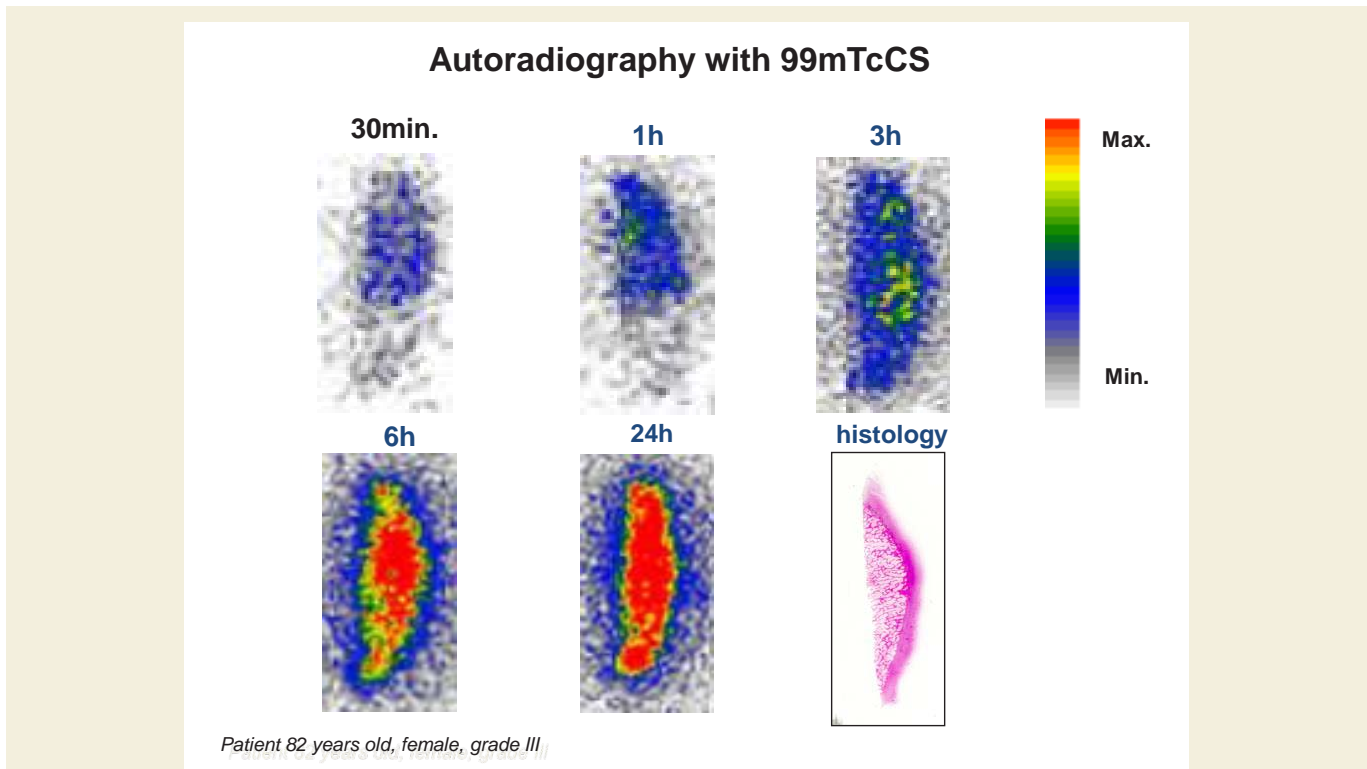 Autoradiography with 99mTcCS
30min.
1h
3h
Max.
Min.
6h
24h
histology
Patient 82 years old, female, grade III